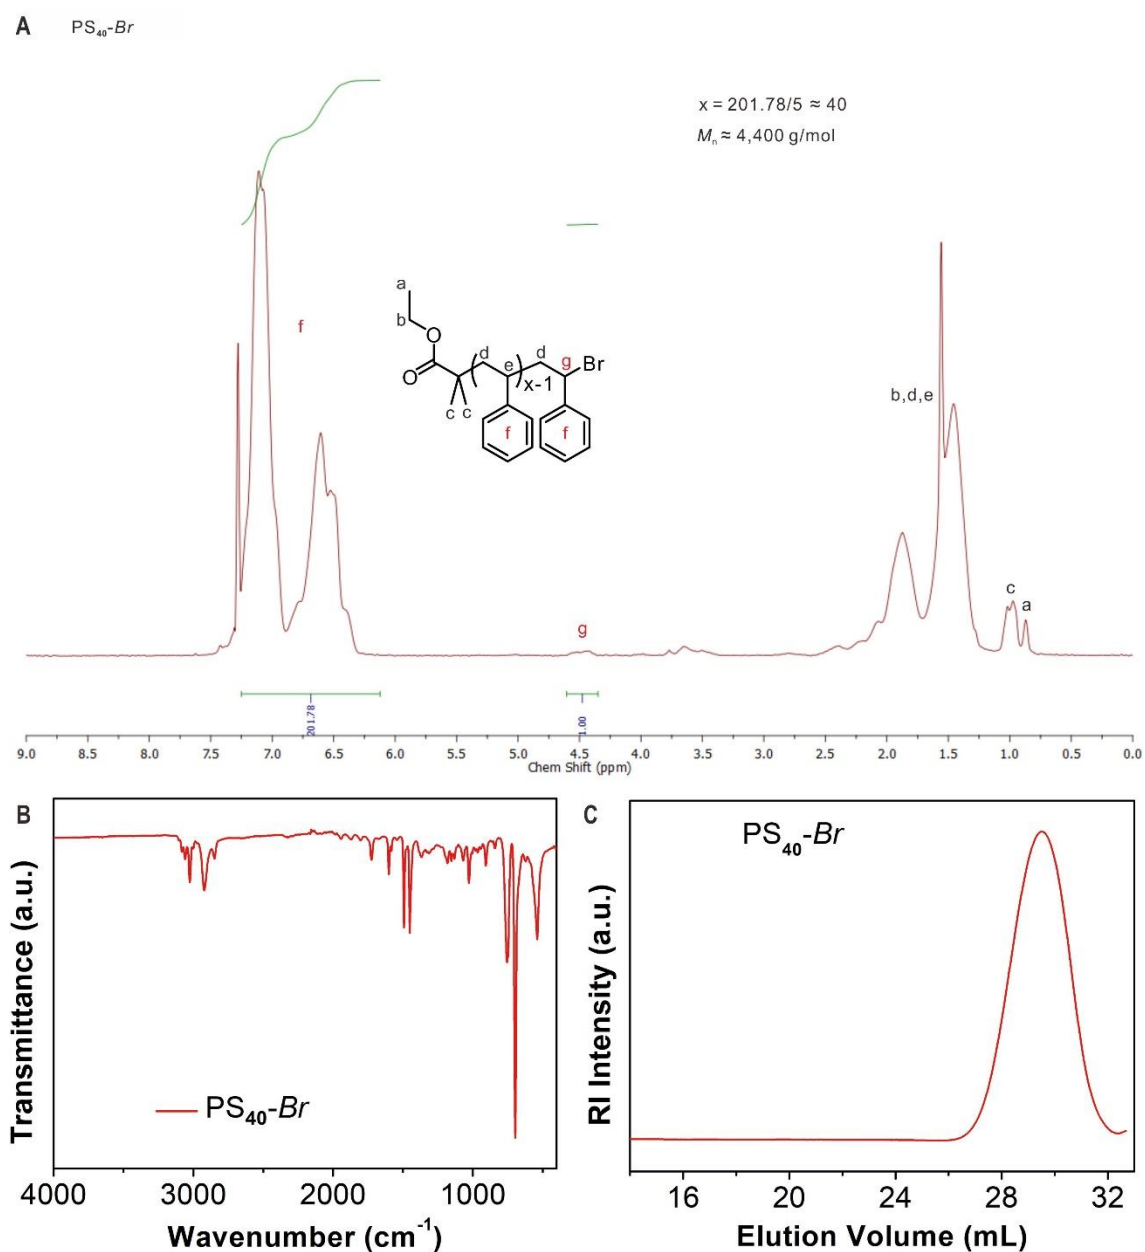 A PS₄₀-Br
x = 201.78/5 ≈ 40
Mₙ ≈ 4,400 g/mol
f
a
b
O
O
d
d
e
g
Br
x-1
c c
f
f
b,d,e
c
a
g
201.78
1.00
9.0 8.5 8.0 7.5 7.0 6.5 6.0 5.5 5.0 4.5 4.0 3.5 3.0 2.5 2.0 1.5 1.0 0.5 0.0
Chem Shift (ppm)
B
Transmittance (a.u.)
PS₄₀-Br
4000 3000 2000 1000
Wavenumber (cm⁻¹)
C
PS₄₀-Br
RI Intensity (a.u.)
16 20 24 28 32
Elution Volume (mL)